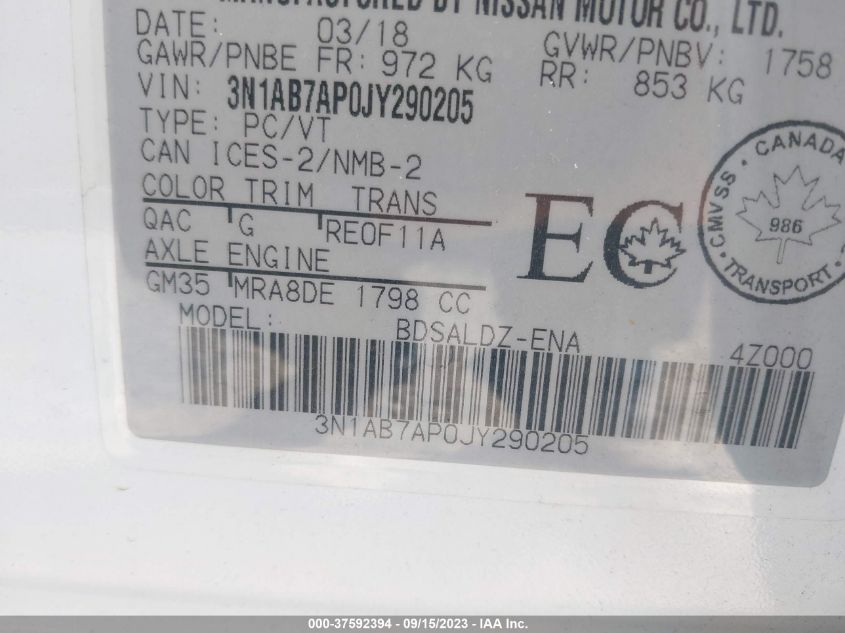 MANUFACTURED BY NISSAN MOTOR CO., LTD.
DATE: 03/18 GVWR/PNBV: 1758
GAWR/PNBE FR: 972 KG RR: 853 KG
VIN: 3N1AB7AP0JY290205
TYPE: PC/VT
CAN ICES-2/NMB-2
COLOR TRIM TRANS
QAC G RE0F11A
AXLE ENGINE
GM35 MRA8DE 1798 CC
EC
CMVSS • CANADA
986
TRANSPORT
MODEL: BDSALDZ-ENA 4Z000
3N1AB7AP0JY290205
000-37592394 - 09/15/2023 - IAA Inc.